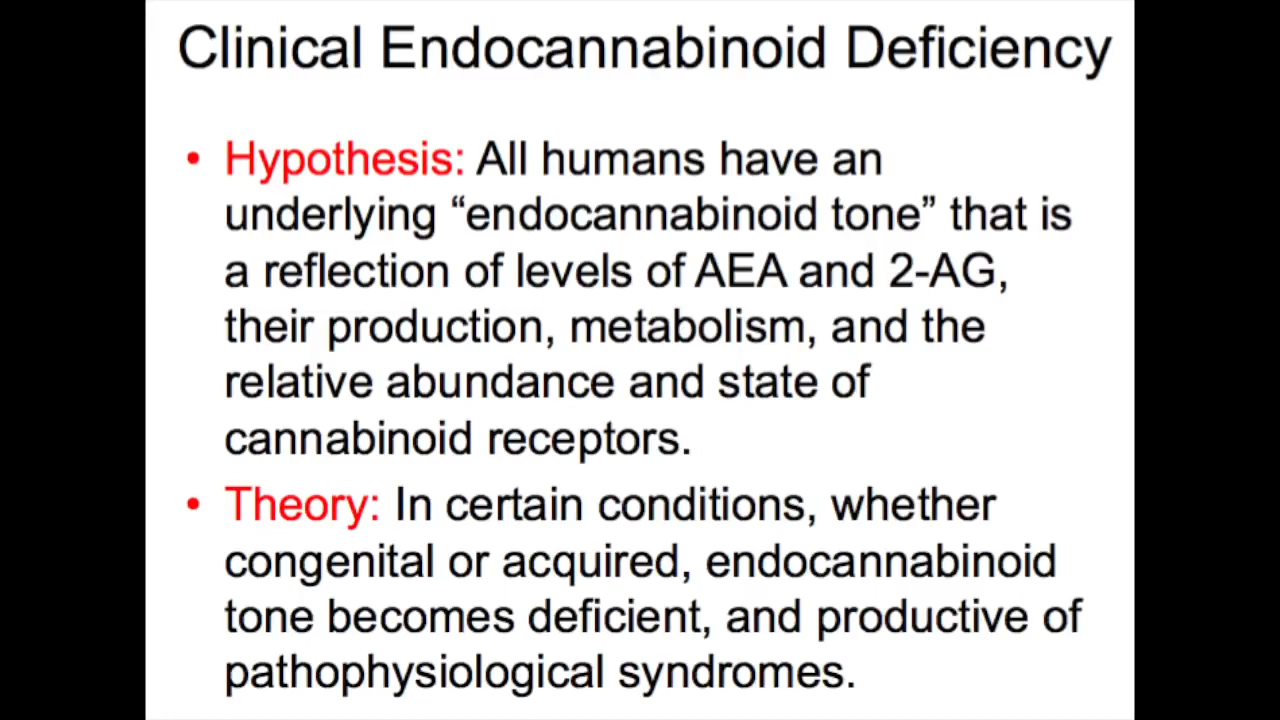 Clinical Endocannabinoid Deficiency
• Hypothesis: All humans have an
underlying “endocannabinoid tone” that is
a reflection of levels of AEA and 2-AG,
their production, metabolism, and the
relative abundance and state of
cannabinoid receptors.
• Theory: In certain conditions, whether
congenital or acquired, endocannabinoid
tone becomes deficient, and productive of
pathophysiological syndromes.